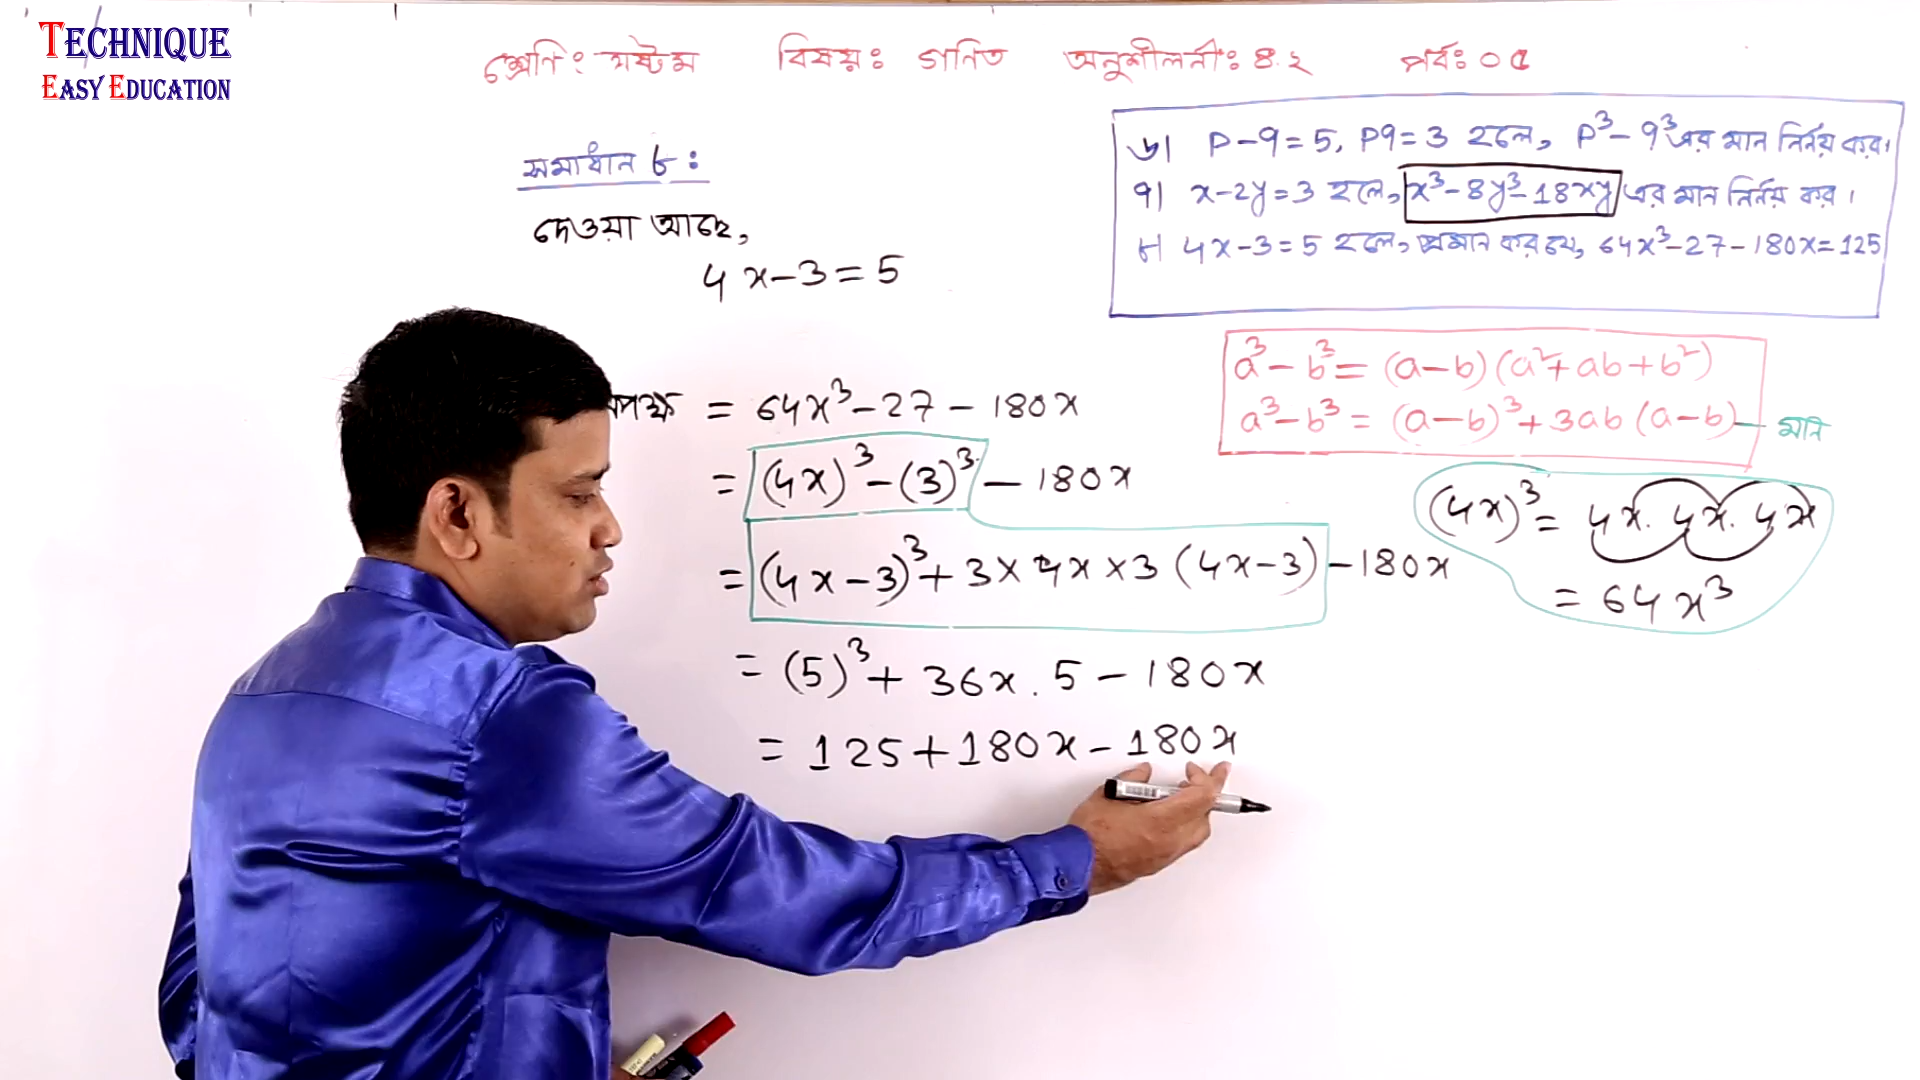 TECHNIQUE
EASY EDUCATION
শ্রেণি: অষ্টম বিষয়ঃ গনিত অনুশীলনীঃ ৪.২ পর্বঃ ০৫
৬। p-q=5, pq=3 হলে, p³-q³ এর মান নির্নয় কর।
৭। x-2y=3 হলে, x³-8y³-18xy এর মান নির্নয় কর।
৮। 4x-3=5 হলে, প্রমান কর যে, 64x³-27-180x=125
সমাধান ৮:
দেওয়া আছে,
4x-3=5
a³-b³=(a-b)(a²+ab+b²)
a³-b³=(a-b)³+3ab(a-b) মান
পক্ষ = 64x³-27-180x
= (4x)³-(3)³-180x
= (4x-3)³+3×4x×3(4x-3)-180x
= (5)³+36x.5-180x
= 125+180x-180x
(4x)³= 4x.4x.4x
= 64x³